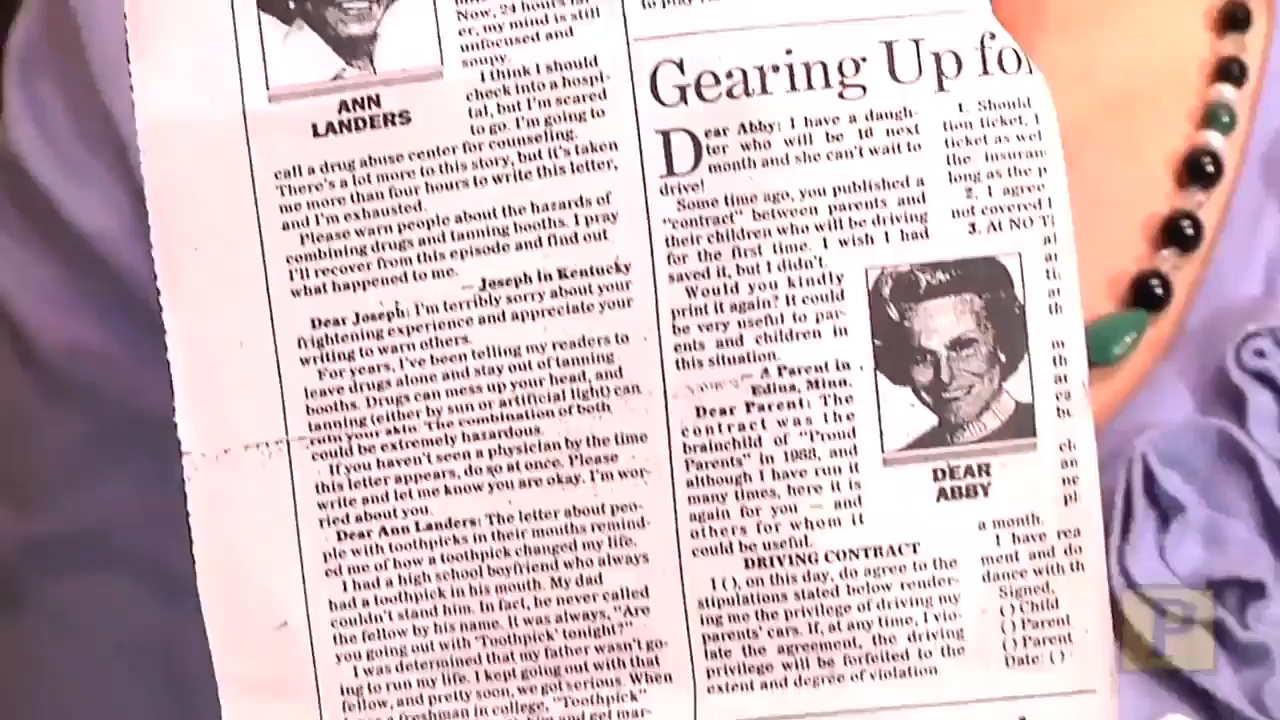 Now, 24 hours
er, my mind is still
unfocused and
soupy.
I think I should
check into a hospi-
tal, but I'm scared
to go. I'm going to
ANN
LANDERS
call a drug abuse center for counseling.
There's a lot more to this story, but it's taken
me more than four hours to write this letter,
and I'm exhausted.
Please warn people about the hazards of
combining drugs and tanning booths. I pray
I'll recover from this episode and find out
what happened to me.
— Joseph in Kentucky
Dear Joseph: I'm terribly sorry about your
frightening experience and appreciate your
writing to warn others.
For years, I've been telling my readers to
leave drugs alone and stay out of tanning
booths. Drugs can mess up your head, and
tanning (either by sun or artificial light) can
ruin your skin. The combination of both
could be extremely hazardous.
If you haven't seen a physician by the time
this letter appears, do so at once. Please
write and let me know you are okay. I'm wor-
ried about you.
Dear Ann Landers: The letter about peo-
ple with toothpicks in their mouths remind-
ed me of how a toothpick changed my life.
I had a high school boyfriend who always
had a toothpick in his mouth. My dad
couldn't stand him. In fact, he never called
the fellow by his name. It was always, "Are
you going out with 'Toothpick' tonight?"
I was determined that my father wasn't go-
ing to run my life. I kept going out with that
fellow, and pretty soon, we got serious. When
a freshman in college, "Toothpick"
and get mar-
Gearing Up fo
Dear Abby: I have a daugh-
ter who will be 16 next
month and she can't wait to
drive!
Some time ago, you published a
"contract" between parents and
their children who will be driving
for the first time. I wish I had
saved it, but I didn't.
Would you kindly
print it again? It could
be very useful to par-
ents and children in
this situation.
— A Parent in
Edina, Minn.
Dear Parent: The
contract was the
brainchild of "Proud
Parents" in 1988, and
although I have run it
many times, here it is
again for you — and
others for whom it
could be useful.
DRIVING CONTRACT
I ( ), on this day, do agree to the
stipulations stated below render-
ing me the privilege of driving my
parents' cars. If, at any time, I vio-
late the agreement, the driving
privilege will be forfeited to the
extent and degree of violation.
1. Should
tion ticket, I
ticket as wel
the insuran
long as the p
2. I agree
not covered
3. At NO T
DEAR
ABBY
a month.
I have rea
ment and do
dance with th
Signed,
( ) Child
( ) Parent
( ) Parent
Date: ( )
P